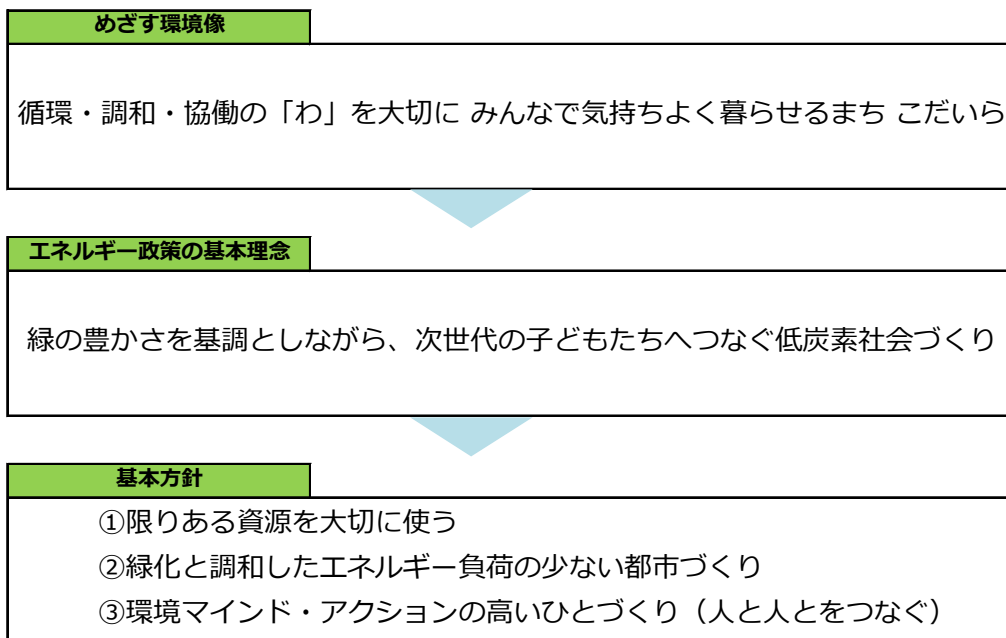 めざす環境像
循環・調和・協働の「わ」を大切に みんなで気持ちよく暮らせるまち こだいら
エネルギー政策の基本理念
緑の豊かさを基調としながら、次世代の子どもたちへつなぐ低炭素社会づくり
基本方針
①限りある資源を大切に使う
②緑化と調和したエネルギー負荷の少ない都市づくり
③環境マインド・アクションの高いひとづくり（人と人とをつなぐ）